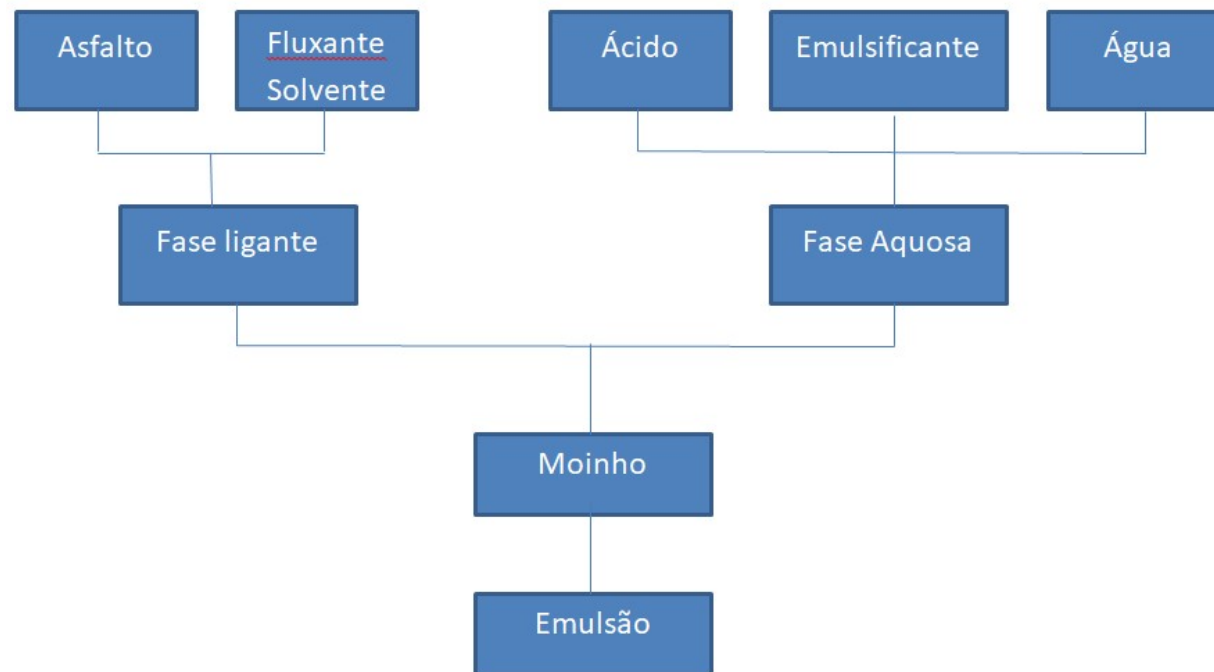 Asfalto
Fluxante
Solvente
Ácido
Emulsificante
Água
Fase ligante
Fase Aquosa
Moinho
Emulsão